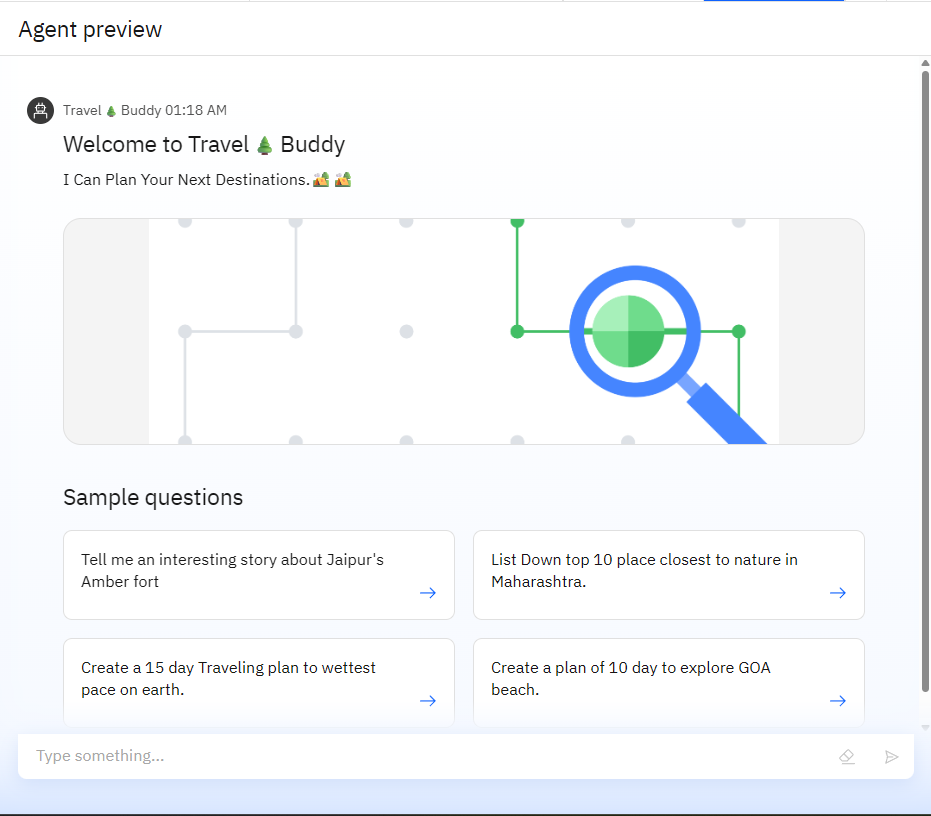 Agent preview
Travel🌲Buddy 01:18 AM
Welcome to Travel🌲Buddy
I Can Plan Your Next Destinations.🏕️ 🏕️
Sample questions
Tell me an interesting story about Jaipur's
Amber fort
List Down top 10 place closest to nature in
Maharashtra.
Create a 15 day Traveling plan to wettest
pace on earth.
Create a plan of 10 day to explore GOA
beach.
Type something...